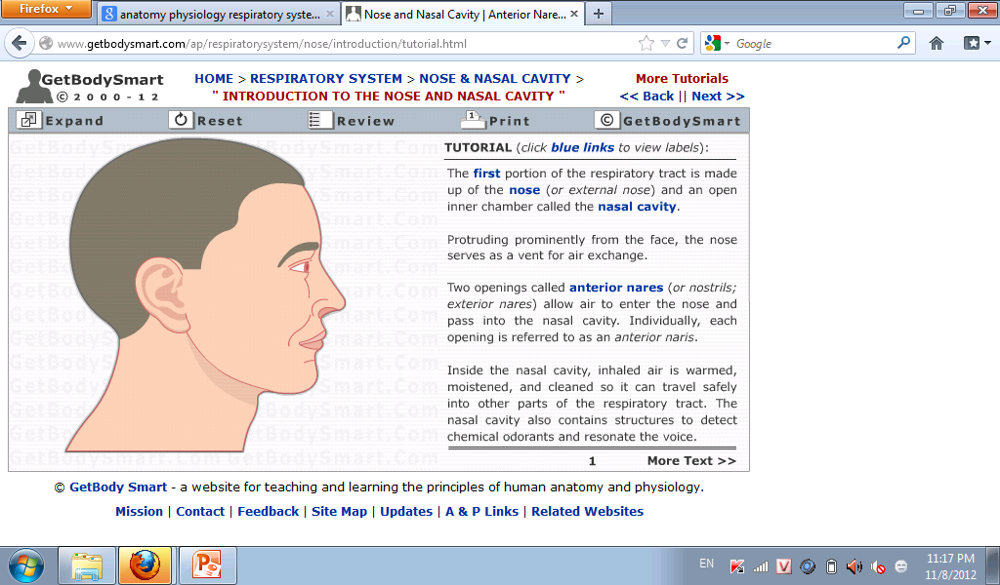 Firefox
anatomy physiology respiratory syste...
Nose and Nasal Cavity | Anterior Nare...
www.getbodysmart.com/ap/respiratorysystem/nose/introduction/tutorial.html
Google
GetBodySmart
© 2 0 0 0 - 1 2
HOME > RESPIRATORY SYSTEM > NOSE & NASAL CAVITY >
" INTRODUCTION TO THE NOSE AND NASAL CAVITY "
More Tutorials
<< Back || Next >>
Expand
Reset
Review
1 Print
© GetBodySmart
TUTORIAL (click blue links to view labels):
The first portion of the respiratory tract is made
up of the nose (or external nose) and an open
inner chamber called the nasal cavity.
Protruding prominently from the face, the nose
serves as a vent for air exchange.
Two openings called anterior nares (or nostrils;
exterior nares) allow air to enter the nose and
pass into the nasal cavity. Individually, each
opening is referred to as an anterior naris.
Inside the nasal cavity, inhaled air is warmed,
moistened, and cleaned so it can travel safely
into other parts of the respiratory tract. The
nasal cavity also contains structures to detect
chemical odorants and resonate the voice.
1
More Text >>
GetBodySmart.Com GetBodySmart.Com
© GetBody Smart - a website for teaching and learning the principles of human anatomy and physiology.
Mission | Contact | Feedback | Site Map | Updates | A & P Links | Related Websites
EN
11:17 PM
11/8/2012